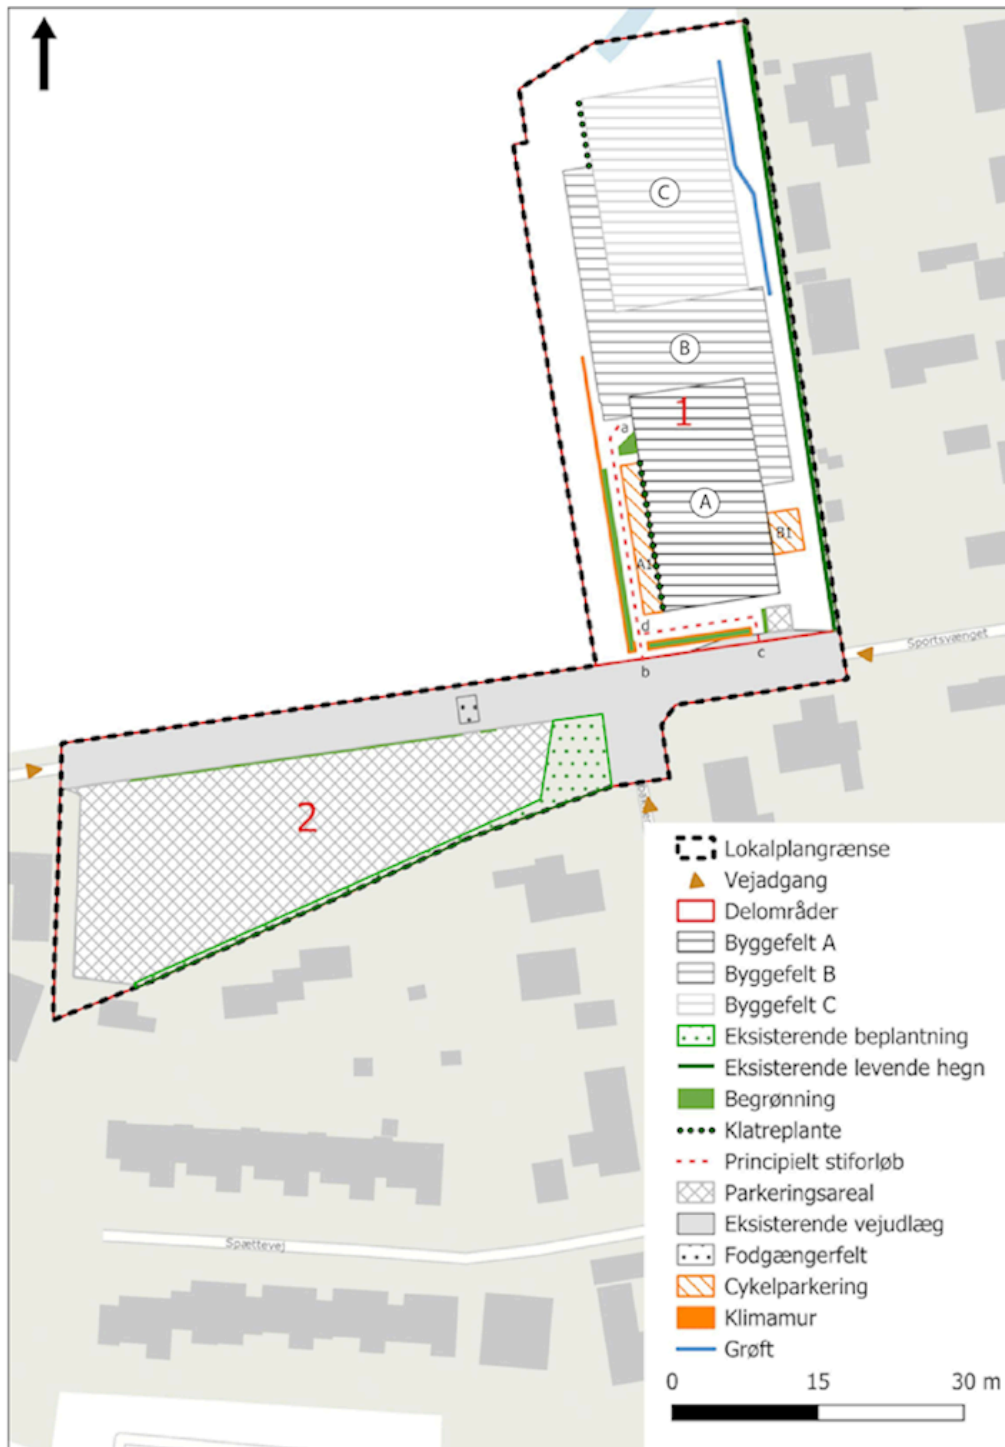 C
B
1
a
A
B1
A1
d
Sportsvænget
c
b
2
Lokalplangrænse
Vejadgang
Delområder
Byggefelt A
Byggefelt B
Byggefelt C
Eksisterende beplantning
Eksisterende levende hegn
Begrønning
Klatreplante
Principielt stiforløb
Parkeringsareal
Eksisterende vejudlæg
Fodgængerfelt
Cykelparkering
Klimamur
Grøft
0 15 30 m
Spættevej